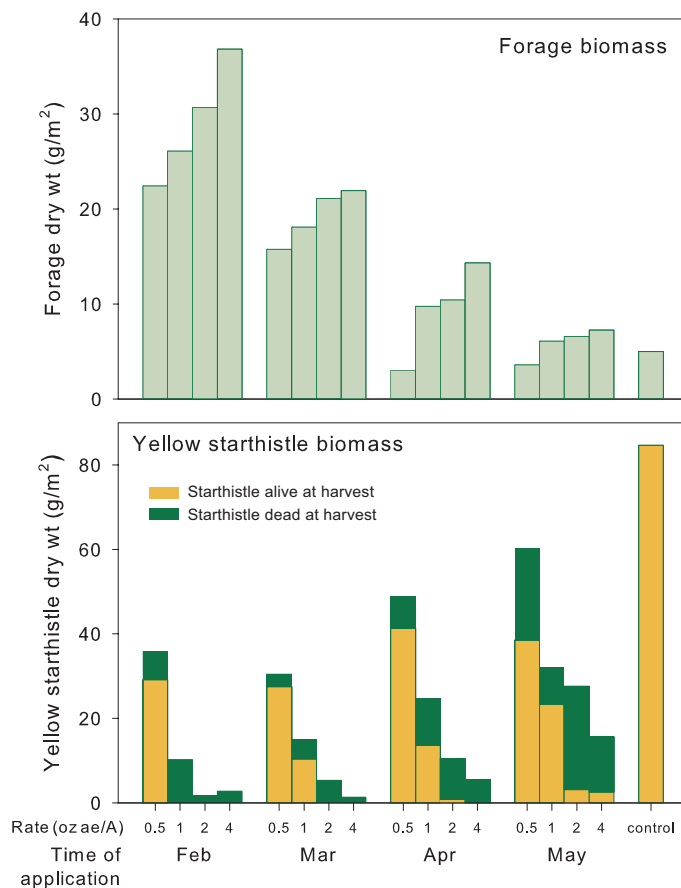 40
Forage biomass
30
20
10
0
Forage dry wt (g/m²)
Yellow starthistle biomass
80
Starthistle alive at harvest
Starthistle dead at harvest
60
40
20
0
Yellow starthistle dry wt (g/m²)
Rate (oz ae/A) 0.5 1 2 4 0.5 1 2 4 0.5 1 2 4 0.5 1 2 4 control
Time of Feb Mar Apr May
application